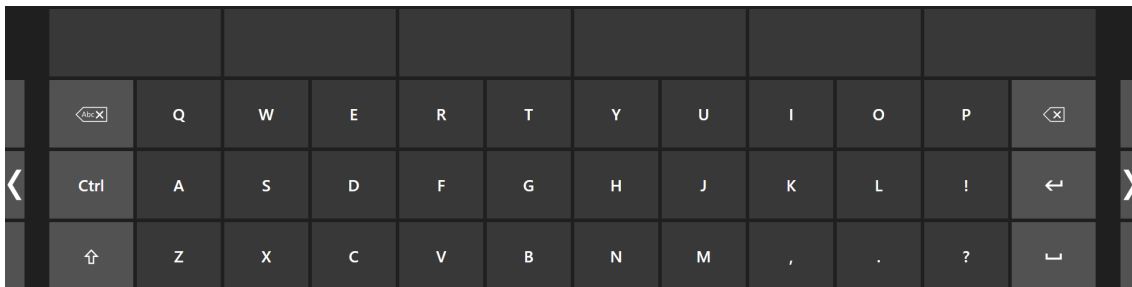 Abc Q W E R T Y U I O P
Ctrl A S D F G H J K L !
Z X C V B N M , . ?